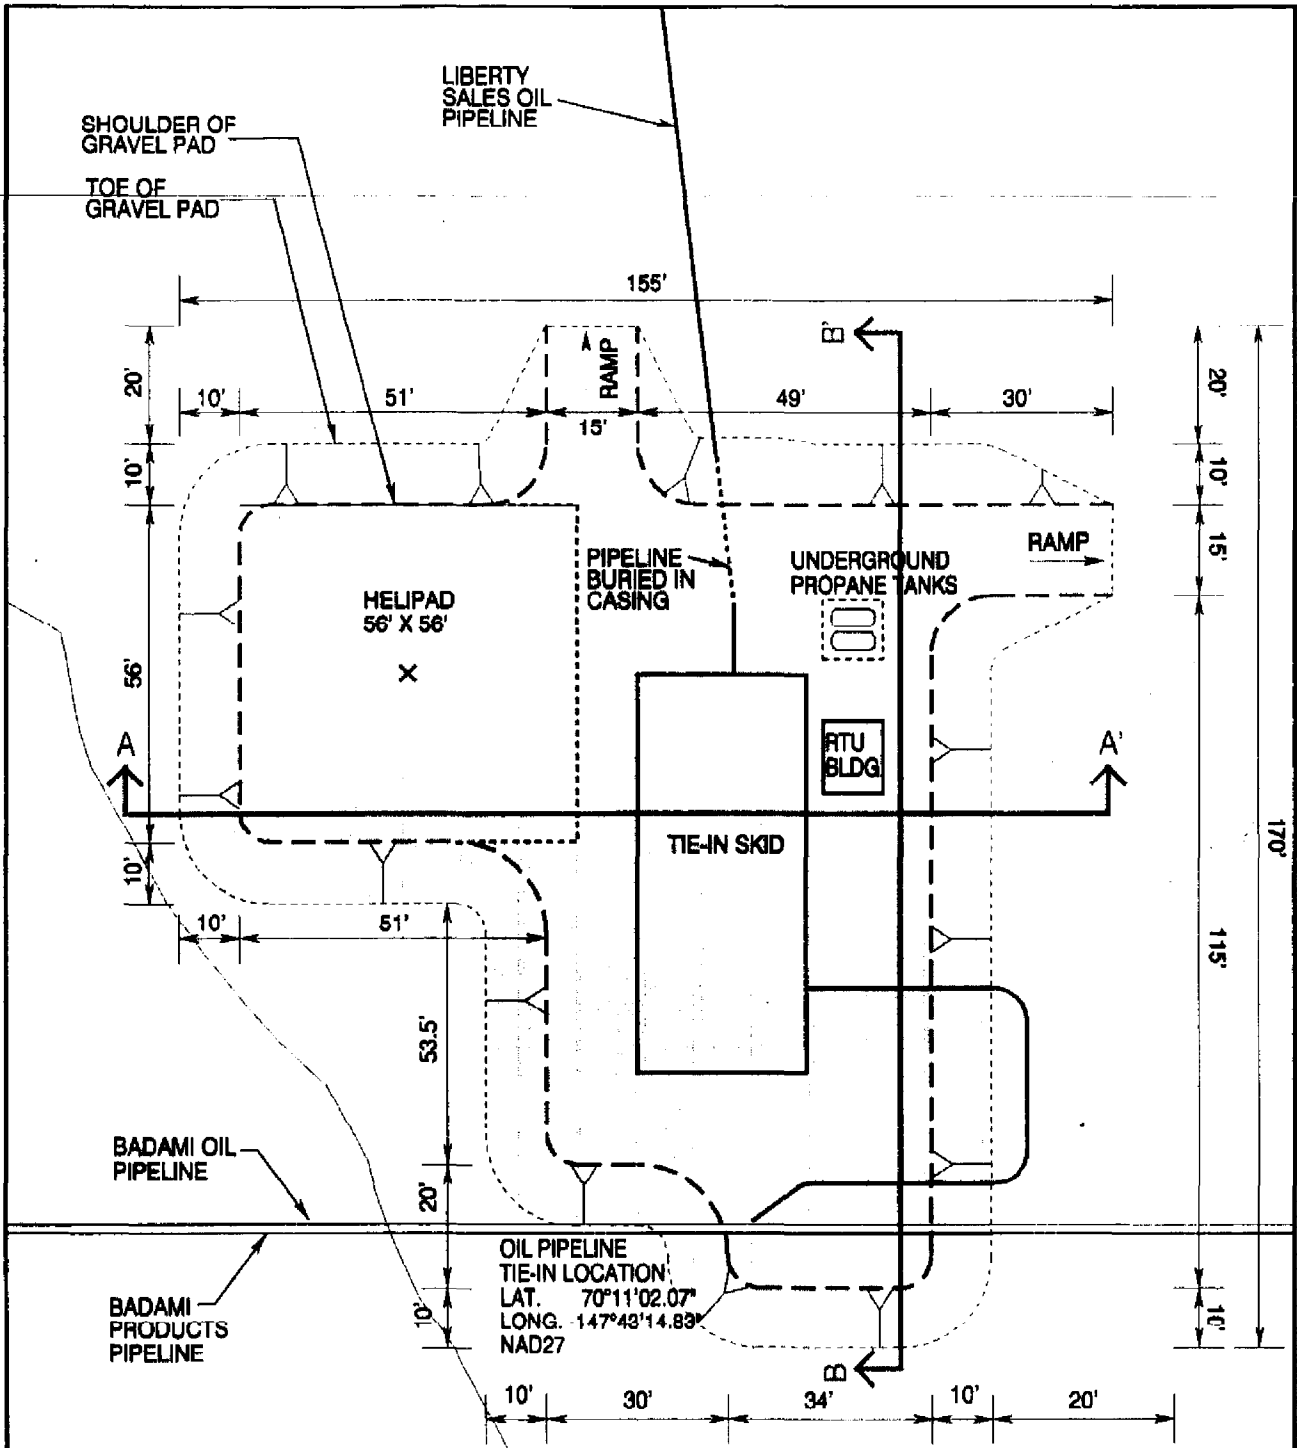 LIBERTY
SALES OIL
PIPELINE
SHOULDER OF
GRAVEL PAD
TOE OF
GRAVEL PAD
155'
B'
20'
RAMP
20'
10'
51'
15'
49'
30'
10'
10'
PIPELINE
BURIED IN
CASING
UNDERGROUND
PROPANE TANKS
RAMP
15'
HELIPAD
56' X 56'
56'
A
RTU
BLDG
A'
TIE-IN SKID
170'
10'
10'
51'
115'
53.5'
BADAMI OIL
PIPELINE
20'
OIL PIPELINE
TIE-IN LOCATION
LAT. 70°11'02.07"
LONG. 147°43'14.83"
NAD27
BADAMI
PRODUCTS
PIPELINE
10'
10'
B
10'
30'
34'
10'
20'